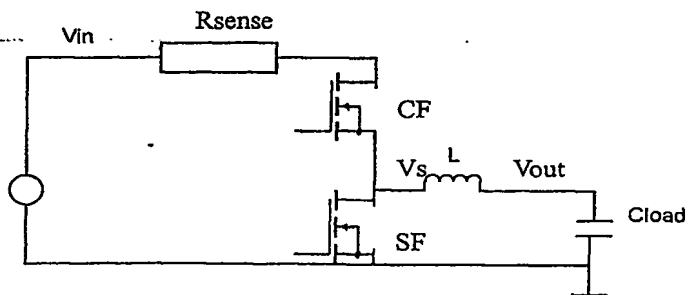 Rsense
Vin
CF
Vs L Vout
Cload
SF